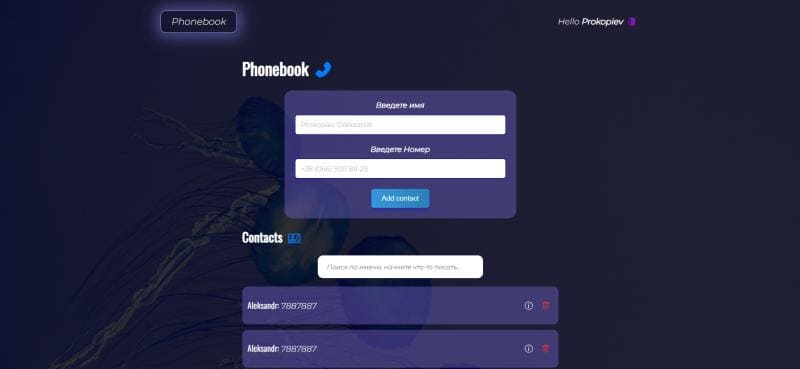 Phonebook
Hello Prokopiev
Phonebook
Введете имя
Prokopiev Oleksandr
Введете Номер
+38 (066) 930 88-25
Add contact
Contacts
Поиск по имени, начните что-то писать...
Aleksandr: 7887887
Aleksandr: 7887887